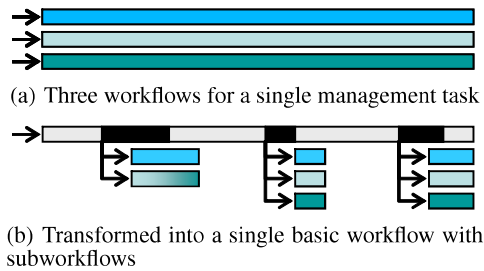 (a) Three workflows for a single management task
(b) Transformed into a single basic workflow with
subworkflows